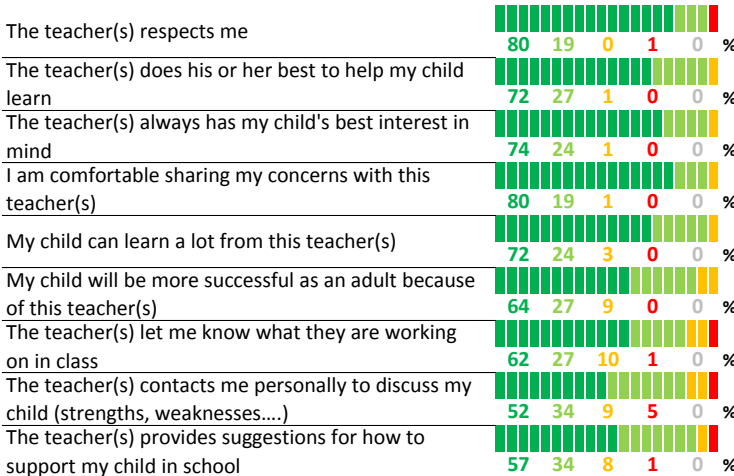 The teacher(s) respects me
80 19 0 1 0 %
The teacher(s) does his or her best to help my child
learn
72 27 1 0 0 %
The teacher(s) always has my child's best interest in
mind
74 24 1 0 0 %
I am comfortable sharing my concerns with this
teacher(s)
80 19 1 0 0 %
My child can learn a lot from this teacher(s)
72 24 3 0 0 %
My child will be more successful as an adult because
of this teacher(s)
64 27 9 0 0 %
The teacher(s) let me know what they are working
on in class
62 27 10 1 0 %
The teacher(s) contacts me personally to discuss my
child (strengths, weaknesses....)
52 34 9 5 0 %
The teacher(s) provides suggestions for how to
support my child in school
57 34 8 1 0 %